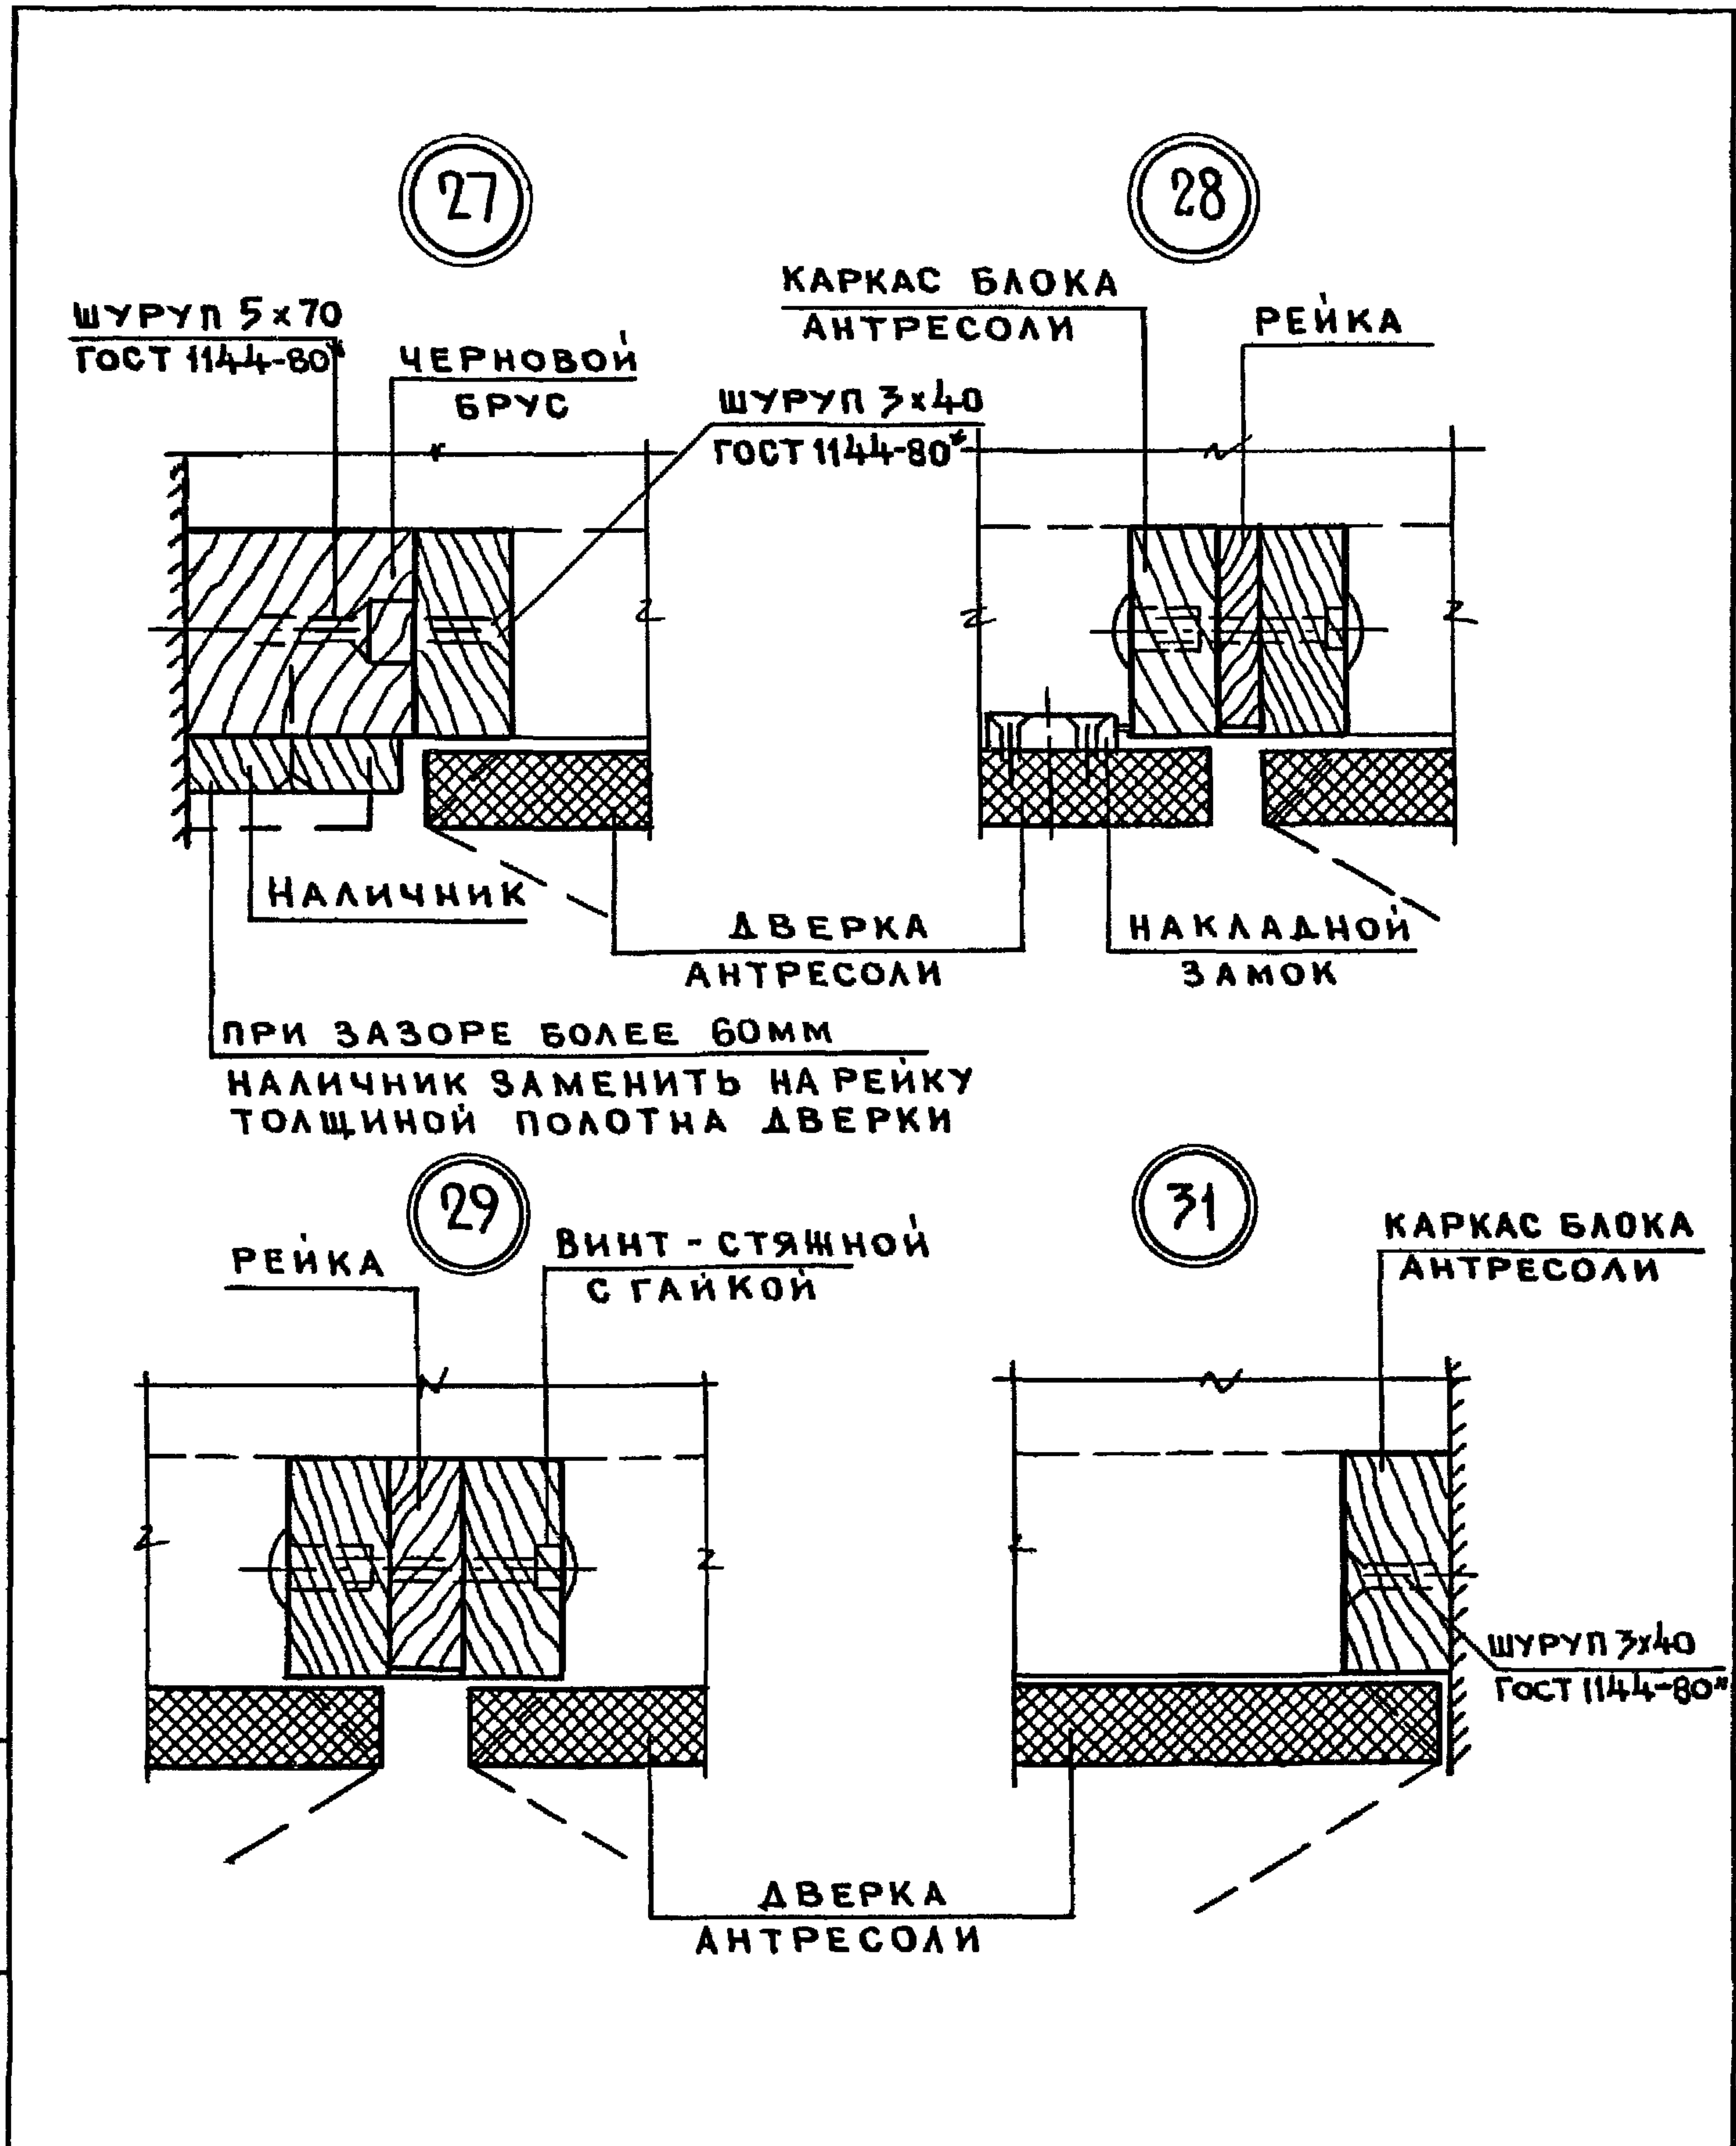 27
28
ШУРУП 5×70
ГОСТ 1144-80*
ЧЕРНОВОЙ
БРУС
ШУРУП 3×40
ГОСТ 1144-80*
КАРКАС БЛОКА
АНТРЕСОЛИ
РЕЙКА
НАЛИЧНИК
ДВЕРКА
АНТРЕСОЛИ
НАКЛАДНОЙ
ЗАМОК
ПРИ ЗАЗОРЕ БОЛЕЕ 60ММ
НАЛИЧНИК ЗАМЕНИТЬ НА РЕЙКУ
ТОЛЩИНОЙ ПОЛОТНА ДВЕРКИ
29
31
РЕЙКА
ВИНТ - СТЯЖНОЙ
С ГАЙКОЙ
КАРКАС БЛОКА
АНТРЕСОЛИ
ШУРУП 3×40
ГОСТ 1144-80*
ДВЕРКА
АНТРЕСОЛИ